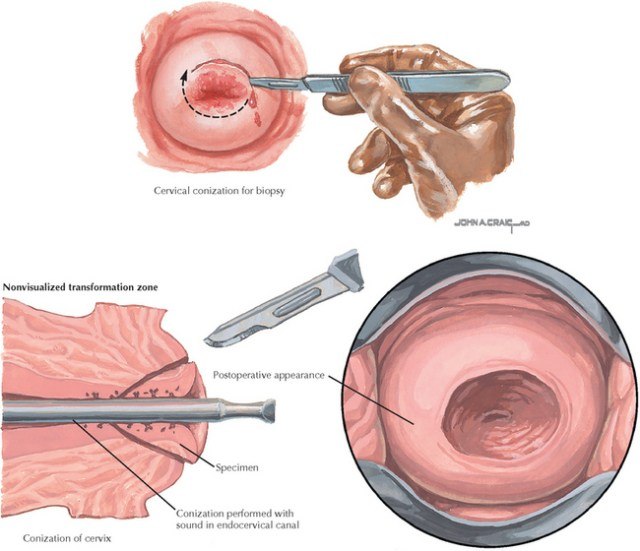 Cervical conization for biopsy
JOHN A. CRAIG
Nonvisualized transformation zone
Postoperative appearance
Specimen
Conization performed with
sound in endocervical canal
Conization of cervix